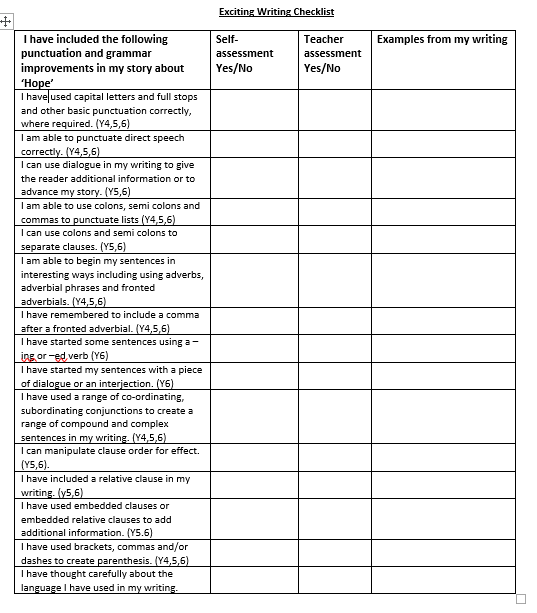 Exciting Writing Checklist
I have included the following
punctuation and grammar
improvements in my story about
‘Hope’
Self-
assessment
Yes/No
Teacher
assessment
Yes/No
Examples from my writing
I have used capital letters and full stops
and other basic punctuation correctly,
where required. (Y4,5,6)
I am able to punctuate direct speech
correctly. (Y4,5,6)
I can use dialogue in my writing to give
the reader additional information or to
advance my story. (Y5,6)
I am able to use colons, semi colons and
commas to punctuate lists (Y4,5,6)
I can use colons and semi colons to
separate clauses. (Y5,6)
I am able to begin my sentences in
interesting ways including using adverbs,
adverbial phrases and fronted
adverbials. (Y4,5,6)
I have remembered to include a comma
after a fronted adverbial. (Y4,5,6)
I have started some sentences using a –
ing or –ed verb (Y6)
I have started my sentences with a piece
of dialogue or an interjection. (Y6)
I have used a range of co-ordinating,
subordinating conjunctions to create a
range of compound and complex
sentences in my writing. (Y4,5,6)
I can manipulate clause order for effect.
(Y5,6).
I have included a relative clause in my
writing. (y5,6)
I have used embedded clauses or
embedded relative clauses to add
additional information. (Y5.6)
I have used brackets, commas and/or
dashes to create parenthesis. (Y4,5,6)
I have thought carefully about the
language I have used in my writing.